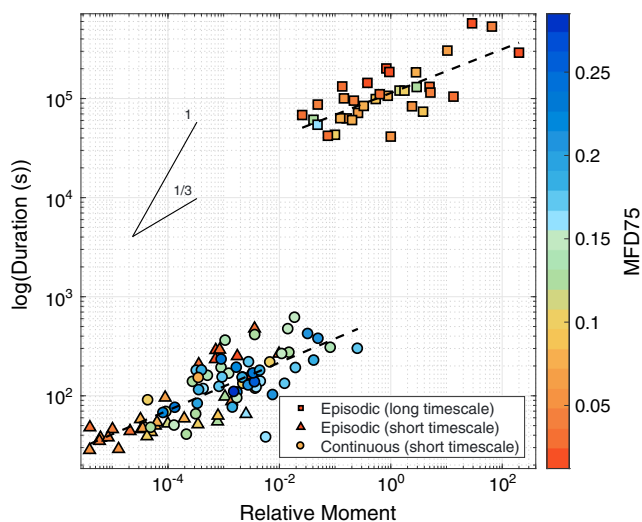 10^5
10^4
10^3
10^2
log(Duration (s))
1
1/3
Episodic (long timescale)
Episodic (short timescale)
Continuous (short timescale)
10^-4
10^-2
10^0
10^2
Relative Moment
0.25
0.2
0.15
0.1
0.05
MFD75